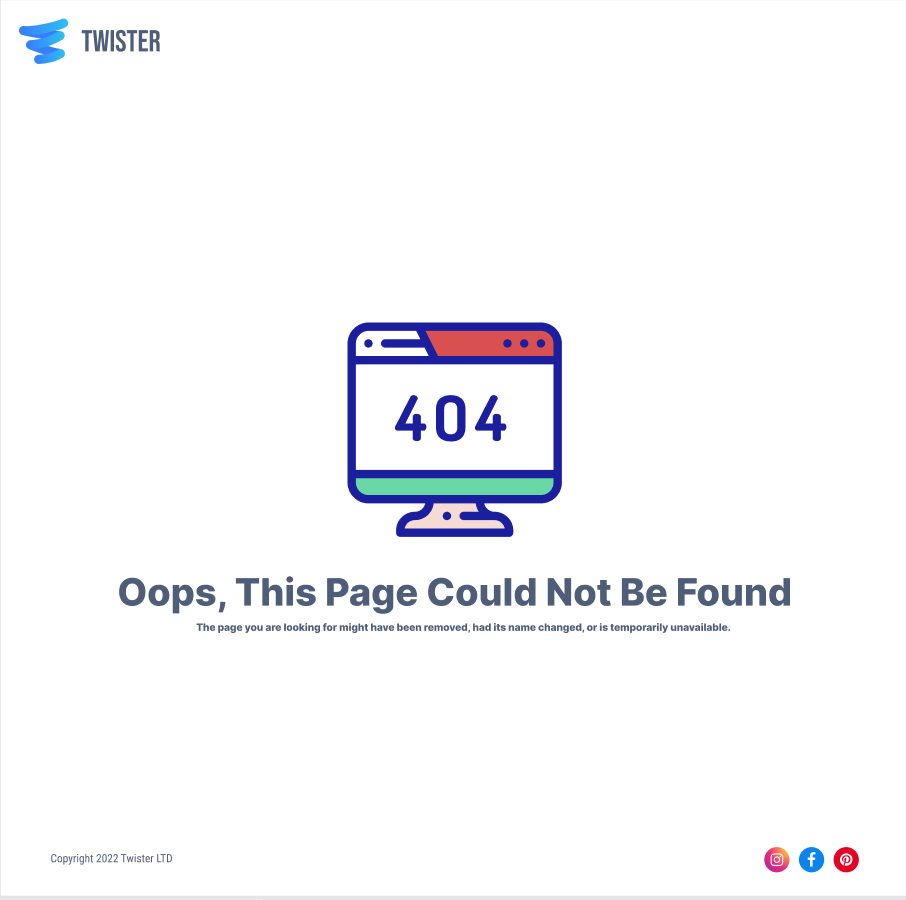 TWISTER
404
Oops, This Page Could Not Be Found
The page you are looking for might have been removed, had its name changed, or is temporarily unavailable.
Copyright 2022 Twister LTD